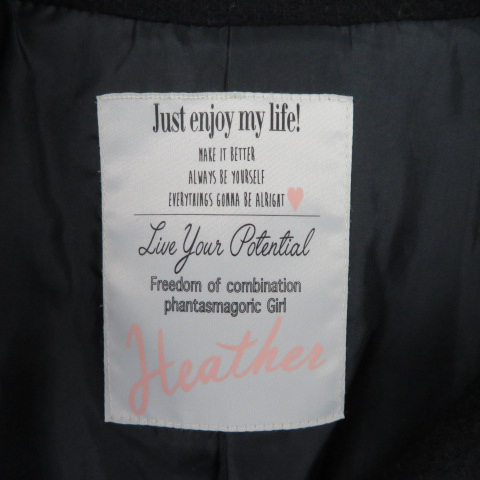 Just enjoy my life!
MAKE IT BETTER
ALWAYS BE YOURSELF
EVERYTHINGS GONNA BE ALRIGHT
Live Your Potential
Freedom of combination
phantasmagoric Girl
Heather